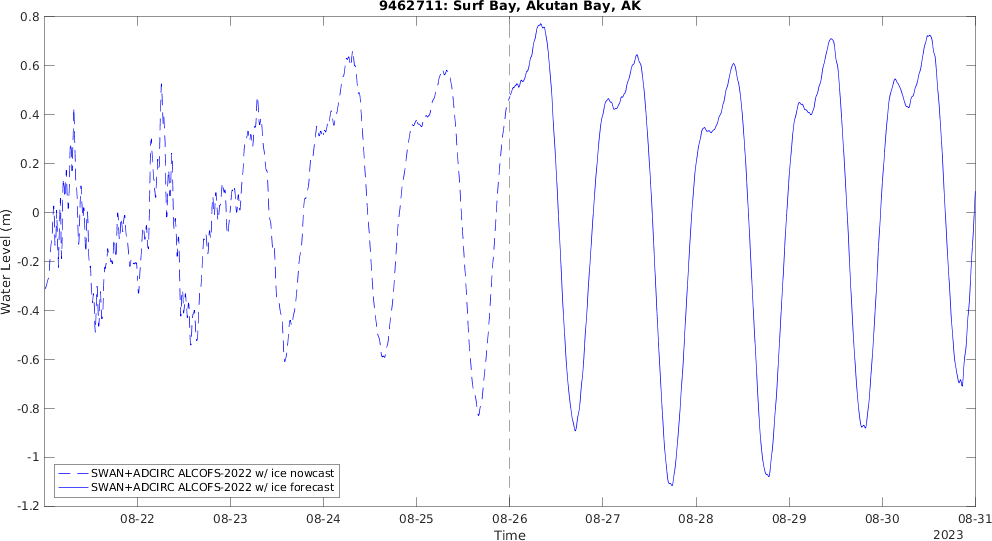 9462711: Surf Bay, Akutan Bay, AK
0.8
0.6
0.4
0.2
0
-0.2
-0.4
-0.6
-0.8
-1
-1.2
Water Level (m)
SWAN+ADCIRC ALCOFS-2022 w/ ice nowcast
SWAN+ADCIRC ALCOFS-2022 w/ ice forecast
08-22 08-23 08-24 08-25 08-26 08-27 08-28 08-29 08-30 08-31
Time
2023